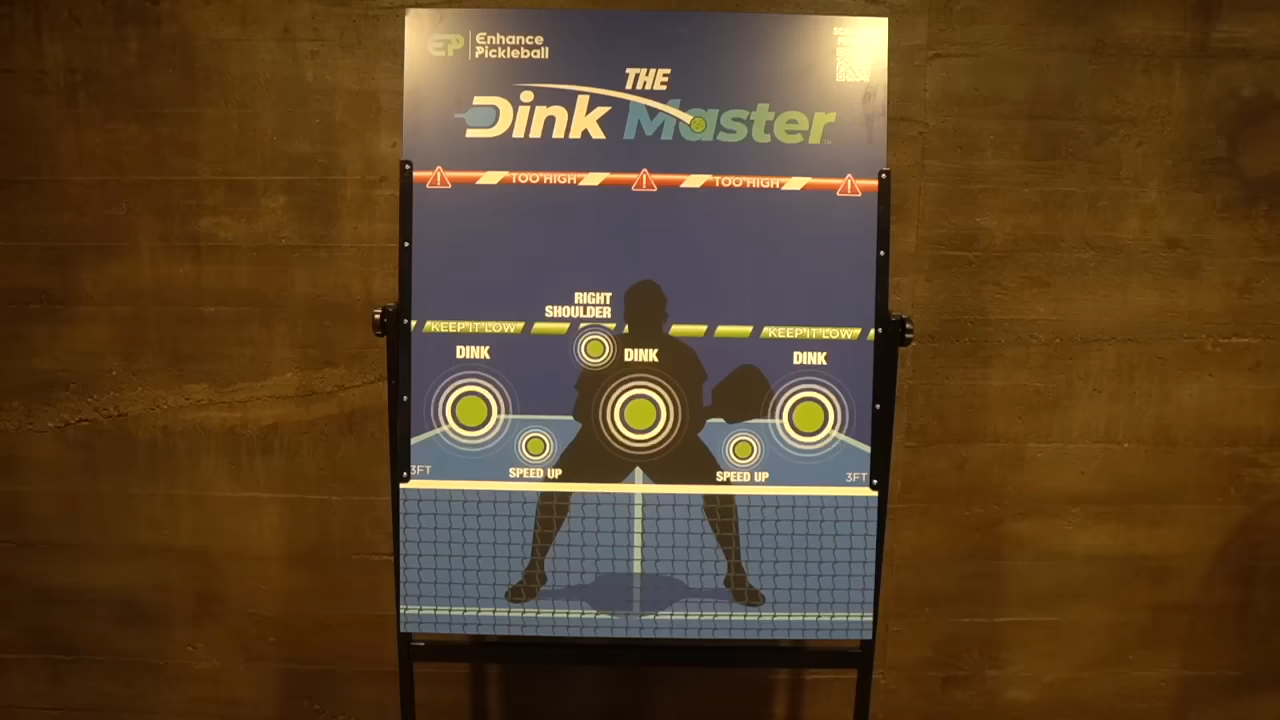 EP Enhance
Pickleball
THE
Dink Master™
TOO HIGH TOO HIGH
RIGHT
SHOULDER
KEEP IT LOW KEEP IT LOW
DINK DINK DINK
SPEED UP SPEED UP
3FT 3FT